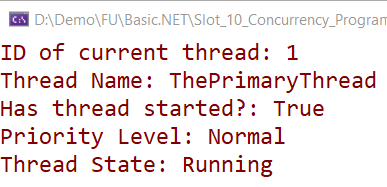 D:\Demo\FU\Basic.NET\Slot_10_Concurrency_Program
ID of current thread: 1
Thread Name: ThePrimaryThread
Has thread started?: True
Priority Level: Normal
Thread State: Running